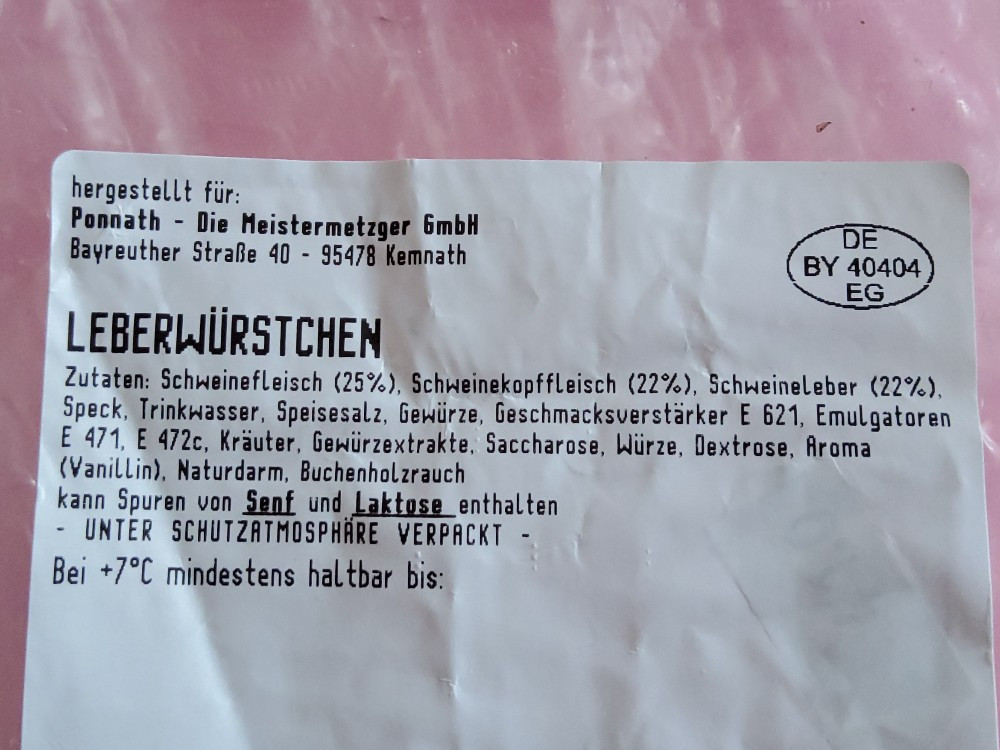 hergestellt für:
Ponnath - Die Meistermetzger GmbH
Bayreuther Straße 40 - 95478 Kemnath
DE
BY 40404
EG
LEBERWÜRSTCHEN
Zutaten: Schweinefleisch (25%), Schweinekopffleisch (22%), Schweineleber (22%),
Speck, Trinkwasser, Speisesalz, Gewürze, Geschmacksverstärker E 621, Emulgatoren
E 471, E 472c, Kräuter, Gewürzextrakte, Saccharose, Würze, Dextrose, Aroma
(Vanillin), Naturdarm, Buchenholzrauch
kann Spuren von Senf und Laktose enthalten
- UNTER SCHUTZATMOSPHÄRE VERPACKT -
Bei +7°C mindestens haltbar bis: